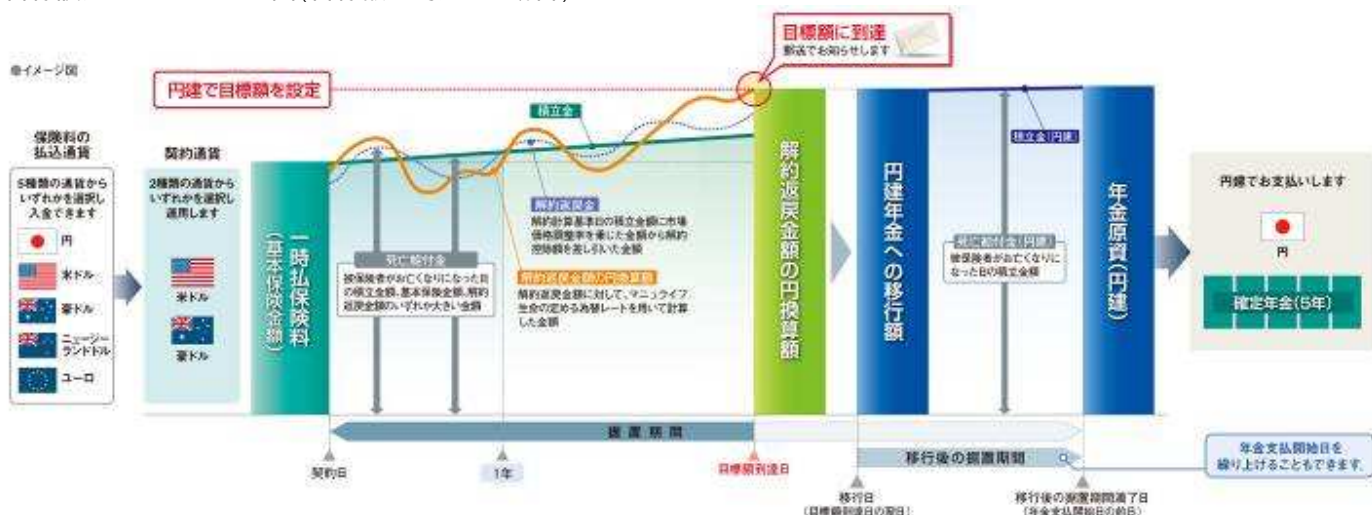 ●イメージ図
円建で目標額を設定
目標額に到達
郵送でお知らせします
保険料の
払込通貨
5種類の通貨から
いずれかを選択し
入金できます
円
米ドル
豪ドル
ニュージー
ランドドル
ユーロ
契約通貨
2種類の通貨から
いずれかを選択し
運用します
米ドル
豪ドル
一時払保険料
(基本保険金額)
積立金
解約返戻金
解約計算基準日の積立金額に市場
価格調整率を乗じた金額から解約
控除額を差し引いた金額
死亡給付金
被保険者がお亡くなりになった日
の積立金額、基本保険金額、解約
返戻金額のいずれか大きい金額
解約返戻金額の円換算額
解約返戻金額に対して、マニュライフ
生命の定める為替レートを用いて計算
した金額
解約返戻金額の円換算額
円建年金への移行額
積立金(円建)
死亡給付金(円建)
被保険者がお亡くなりに
なった日の積立金額
年金原資(円建)
円建でお支払いします
円
確定年金(5年)
据置期間
契約日
1年
目標額到達日
移行後の据置期間
年金支払開始日を
繰り上げることもできます。
移行日
(目標額到達日の翌日)
移行後の据置期間満了日
(年金支払開始日の前日)